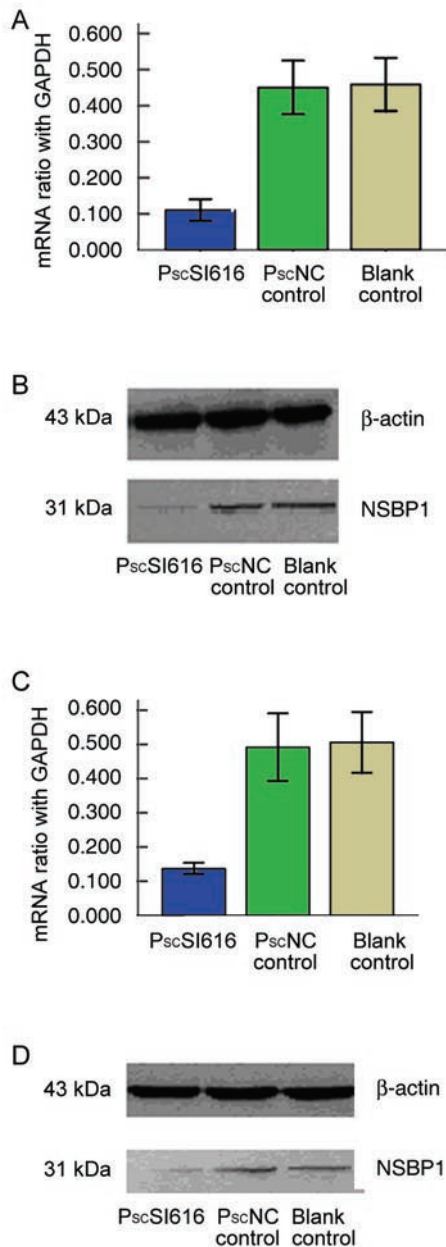 A
mRNA ratio with GAPDH
0.600
0.500
0.400
0.300
0.200
0.100
0.000
PscSI616 PscNC control Blank control
B
43 kDa β-actin
31 kDa NSBP1
PscSI616 PscNC Blank
control control
C
mRNA ratio with GAPDH
0.600
0.500
0.400
0.300
0.200
0.100
0.000
PscSI616 PscNC Blank
control control
D
43 kDa β-actin
31 kDa NSBP1
PscSI616 PscNC Blank
control control